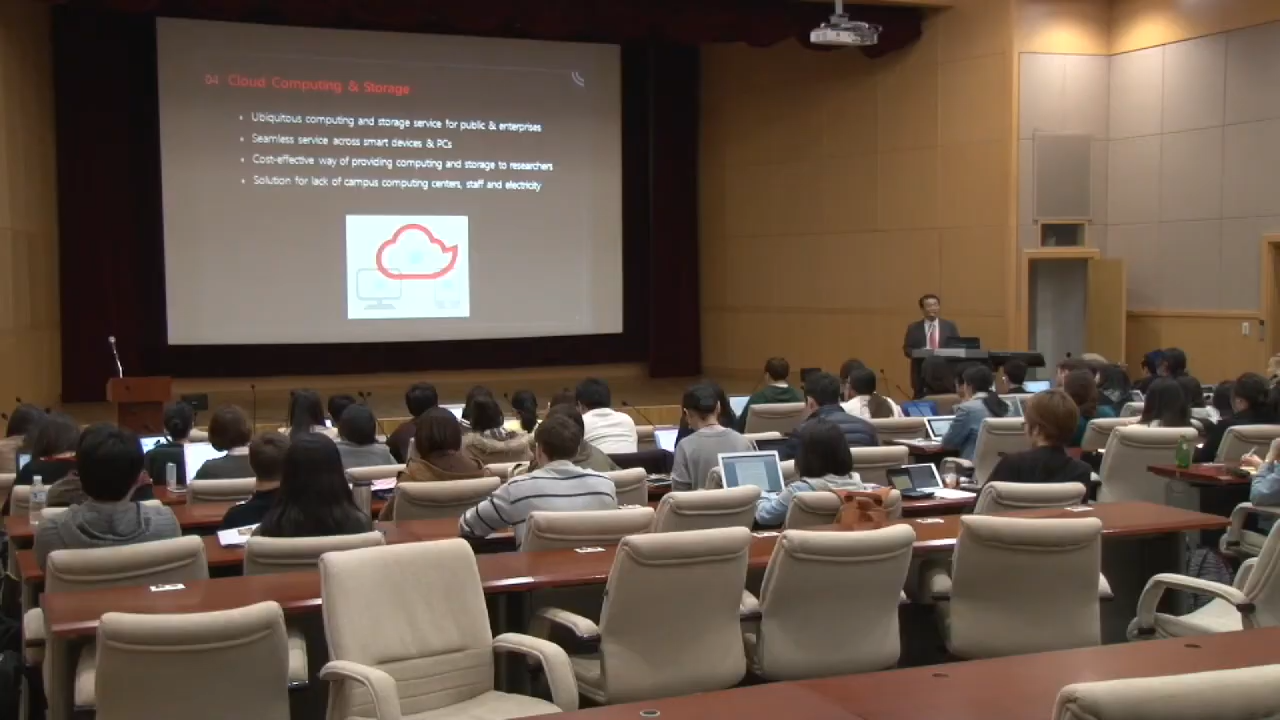 04 Cloud Computing & Storage
• Ubiquitous computing and storage service for public & enterprises
• Seamless service across smart devices & PCs
• Cost-effective way of providing computing and storage to researchers
• Solution for lack of campus computing centers, staff and electricity